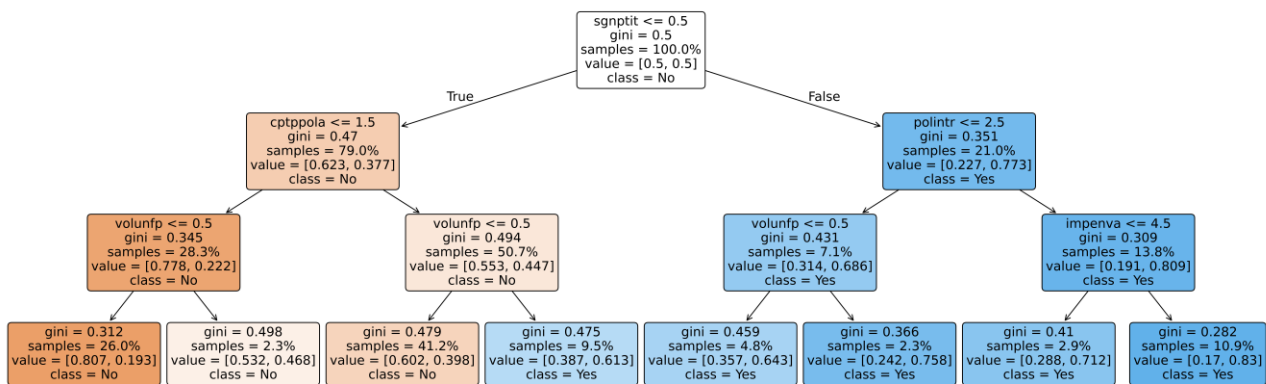 sgnptit <= 0.5
gini = 0.5
samples = 100.0%
value = [0.5, 0.5]
class = No
True
False
cptppola <= 1.5
gini = 0.47
samples = 79.0%
value = [0.623, 0.377]
class = No
polintr <= 2.5
gini = 0.351
samples = 21.0%
value = [0.227, 0.773]
class = Yes
volunfp <= 0.5
gini = 0.345
samples = 28.3%
value = [0.778, 0.222]
class = No
volunfp <= 0.5
gini = 0.494
samples = 50.7%
value = [0.553, 0.447]
class = No
volunfp <= 0.5
gini = 0.431
samples = 7.1%
value = [0.314, 0.686]
class = Yes
impenva <= 4.5
gini = 0.309
samples = 13.8%
value = [0.191, 0.809]
class = Yes
gini = 0.312
samples = 26.0%
value = [0.807, 0.193]
class = No
gini = 0.498
samples = 2.3%
value = [0.532, 0.468]
class = No
gini = 0.479
samples = 41.2%
value = [0.602, 0.398]
class = No
gini = 0.475
samples = 9.5%
value = [0.387, 0.613]
class = Yes
gini = 0.459
samples = 4.8%
value = [0.357, 0.643]
class = Yes
gini = 0.366
samples = 2.3%
value = [0.242, 0.758]
class = Yes
gini = 0.41
samples = 2.9%
value = [0.288, 0.712]
class = Yes
gini = 0.282
samples = 10.9%
value = [0.17, 0.83]
class = Yes